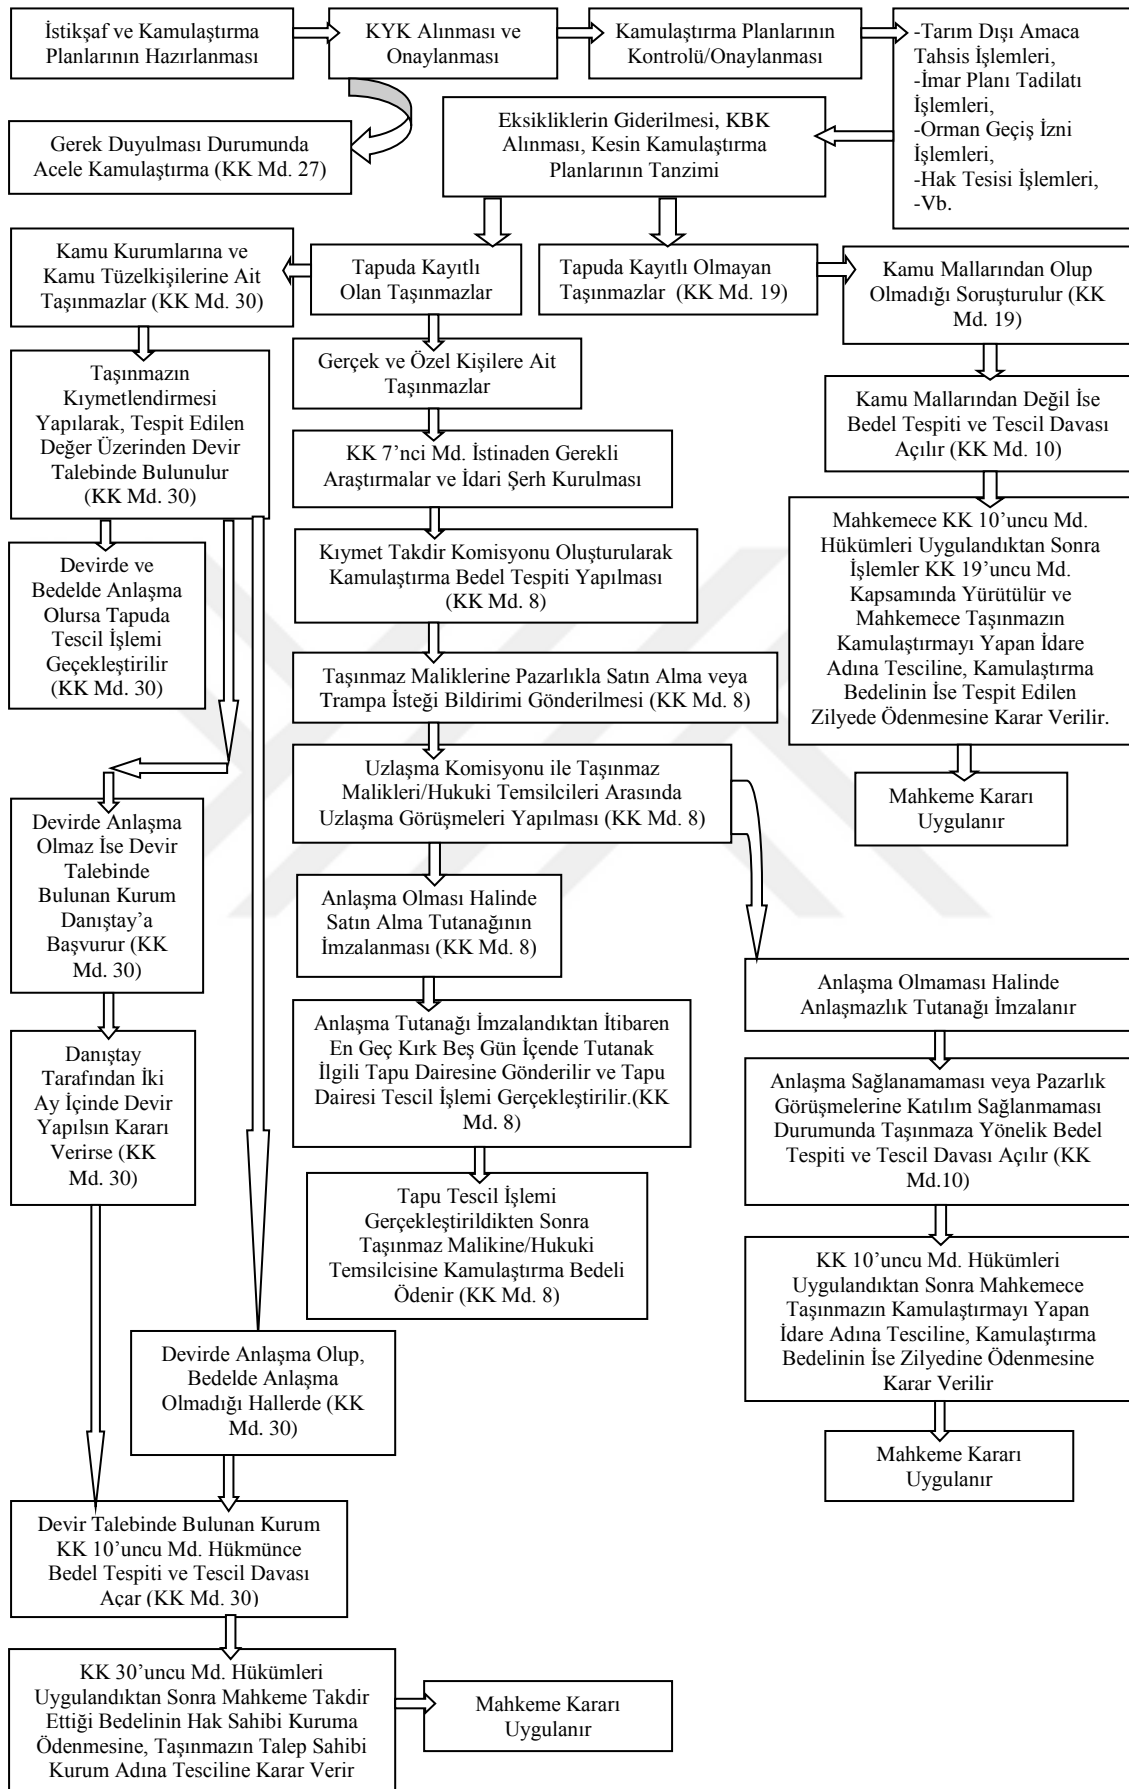 İstikşaf ve Kamulaştırma
Planlarının Hazırlanması
KYK Alınması ve
Onaylanması
Kamulaştırma Planlarının
Kontrolü/Onaylanması
-Tarım Dışı Amaca
Tahsis İşlemleri,
-İmar Planı Tadilatı
İşlemleri,
-Orman Geçiş İzni
İşlemleri,
-Hak Tesisi İşlemleri,
-Vb.
Gerek Duyulması Durumunda
Acele Kamulaştırma (KK Md. 27)
Eksikliklerin Giderilmesi, KBK
Alınması, Kesin Kamulaştırma
Planlarının Tanzimi
Kamu Kurumlarına ve
Kamu Tüzelkişilerine Ait
Taşınmazlar (KK Md. 30)
Tapuda Kayıtlı
Olan Taşınmazlar
Tapuda Kayıtlı Olmayan
Taşınmazlar (KK Md. 19)
Kamu Mallarından Olup
Olmadığı Soruşturulur (KK
Md. 19)
Taşınmazın
Kıymetlendirmesi
Yapılarak, Tespit Edilen
Değer Üzerinden Devir
Talebinde Bulunulur
(KK Md. 30)
Gerçek ve Özel Kişilere Ait
Taşınmazlar
Kamu Mallarından Değil İse
Bedel Tespiti ve Tescil Davası
Açılır (KK Md. 10)
KK 7’nci Md. İstinaden Gerekli
Araştırmalar ve İdari Şerh Kurulması
Mahkemece KK 10’uncu Md.
Hükümleri Uygulandıktan Sonra
İşlemler KK 19’uncu Md.
Kapsamında Yürütülür ve
Mahkemece Taşınmazın
Kamulaştırmayı Yapan İdare
Adına Tesciline, Kamulaştırma
Bedelinin İse Tespit Edilen
Zilyede Ödenmesine Karar Verilir.
Devirde ve
Bedelde Anlaşma
Olursa Tapuda
Tescil İşlemi
Geçekleştirilir
(KK Md. 30)
Kıymet Takdir Komisyonu Oluşturularak
Kamulaştırma Bedel Tespiti Yapılması
(KK Md. 8)
Taşınmaz Maliklerine Pazarlıkla Satın Alma veya
Trampa İsteği Bildirimi Gönderilmesi (KK Md. 8)
Uzlaşma Komisyonu ile Taşınmaz
Malikleri/Hukuki Temsilcileri Arasında
Uzlaşma Görüşmeleri Yapılması (KK Md. 8)
Mahkeme Kararı
Uygulanır
Devirde Anlaşma
Olmaz İse Devir
Talebinde
Bulunan Kurum
Danıştay’a
Başvurur (KK
Md. 30)
Anlaşma Olması Halinde
Satın Alma Tutanağının
İmzalanması (KK Md. 8)
Anlaşma Olmaması Halinde
Anlaşmazlık Tutanağı İmzalanır
Anlaşma Tutanağı İmzalandıktan İtibaren
En Geç Kırk Beş Gün İçende Tutanak
İlgili Tapu Dairesine Gönderilir ve Tapu
Dairesi Tescil İşlemi Gerçekleştirilir.(KK
Md. 8)
Danıştay
Tarafından İki
Ay İçinde Devir
Yapılsın Kararı
Verirse (KK
Md. 30)
Anlaşma Sağlanamaması veya Pazarlık
Görüşmelerine Katılım Sağlanmaması
Durumunda Taşınmaza Yönelik Bedel
Tespiti ve Tescil Davası Açılır (KK
Md.10)
Tapu Tescil İşlemi
Gerçekleştirildikten Sonra
Taşınmaz Malikine/Hukuki
Temsilcisine Kamulaştırma Bedeli
Ödenir (KK Md. 8)
KK 10’uncu Md. Hükümleri
Uygulandıktan Sonra Mahkemece
Taşınmazın Kamulaştırmayı Yapan
İdare Adına Tesciline, Kamulaştırma
Bedelinin İse Zilyedine Ödenmesine
Karar Verilir
Devirde Anlaşma Olup,
Bedelde Anlaşma
Olmadığı Hallerde (KK
Md. 30)
Mahkeme Kararı
Uygulanır
Devir Talebinde Bulunan Kurum
KK 10’uncu Md. Hükmünce
Bedel Tespiti ve Tescil Davası
Açar (KK Md. 30)
KK 30’uncu Md. Hükümleri
Uygulandıktan Sonra Mahkeme Takdir
Ettiği Bedelinin Hak Sahibi Kuruma
Ödenmesine, Taşınmazın Talep Sahibi
Kurum Adına Tesciline Karar Verir
Mahkeme Kararı
Uygulanır